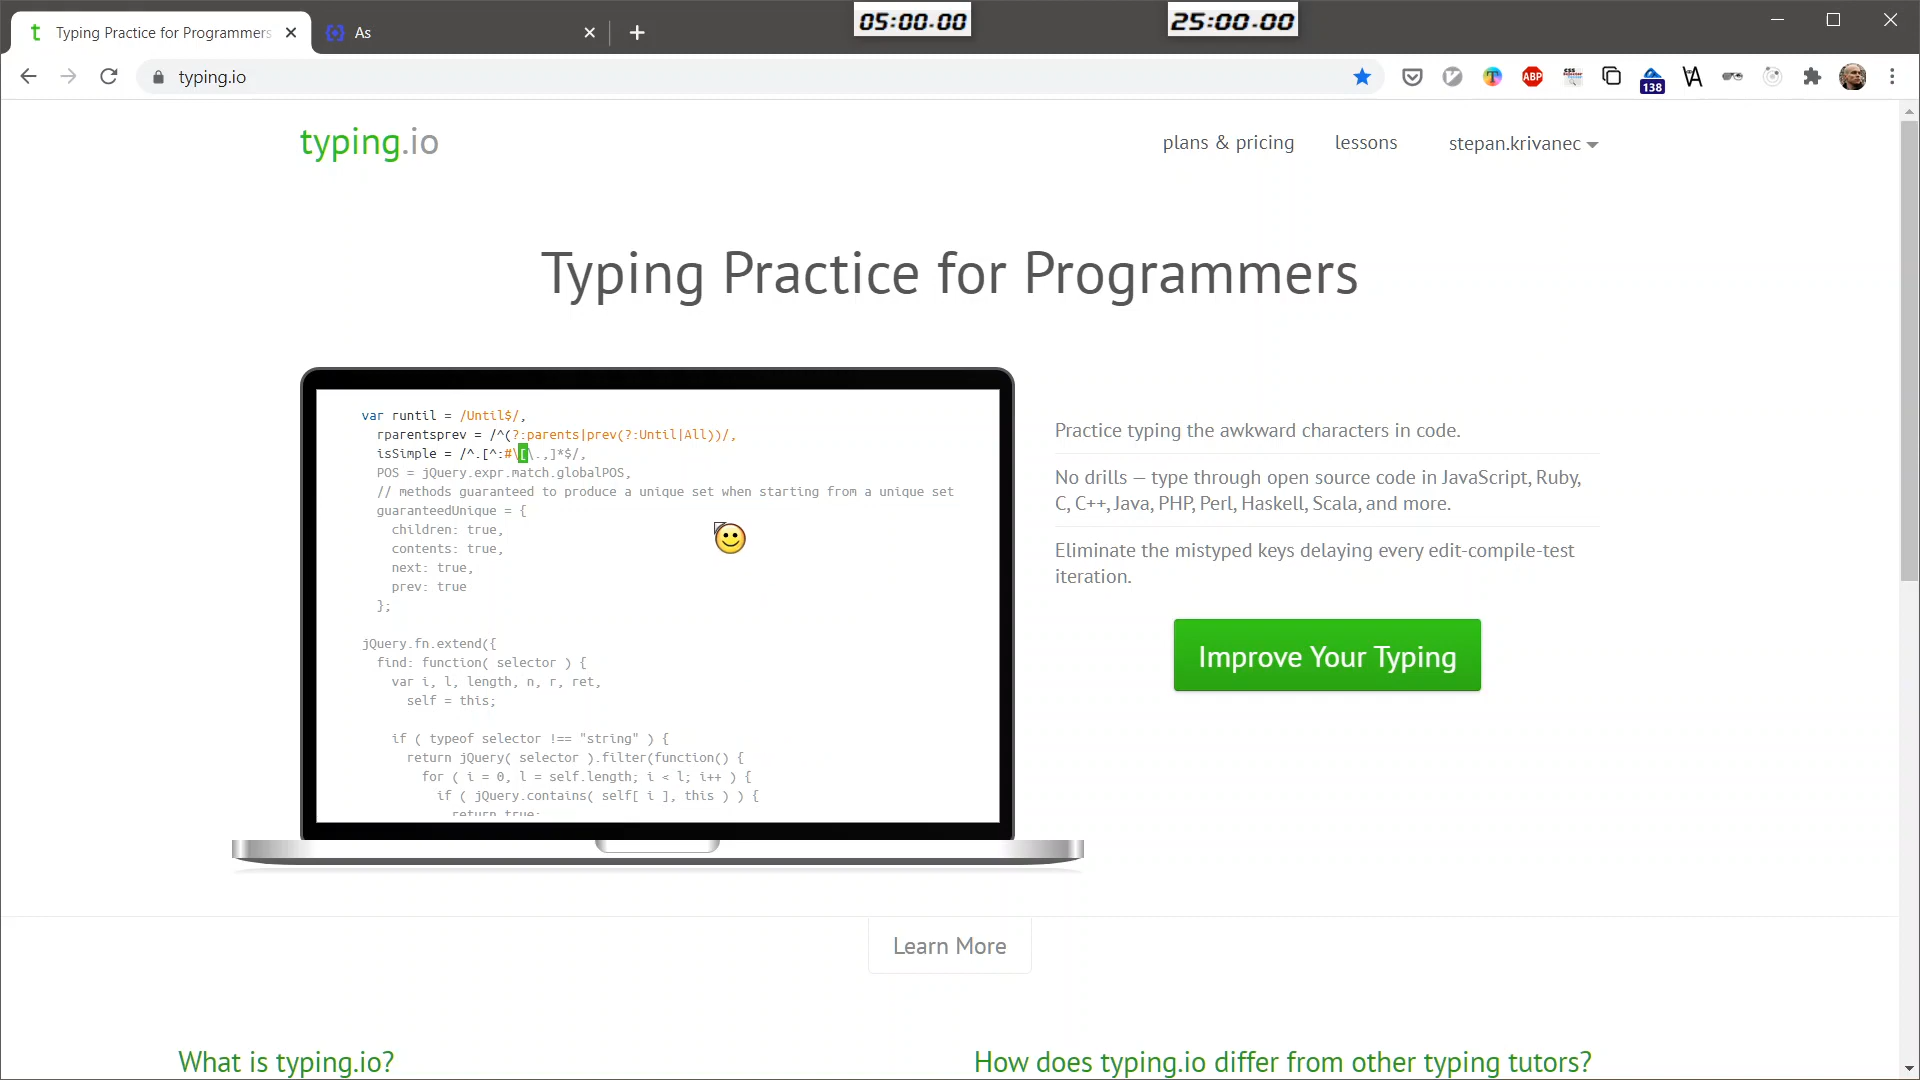 Typing Practice for Programmers
As
05:00.00
25:00.00
typing.io
ABP
138
typing.io
plans & pricing
lessons
stepan.krivanec
Typing Practice for Programmers
var runtil = /Until$/,
rparentsprev = /^(?:parents|prev(?:Until|All))/,
isSimple = /^.[^:#\[\.,]*$/,
POS = jQuery.expr.match.globalPOS,
// methods guaranteed to produce a unique set when starting from a unique set
guaranteedUnique = {
children: true,
contents: true,
next: true,
prev: true
};
jQuery.fn.extend({
find: function( selector ) {
var i, l, length, n, r, ret,
self = this;
if ( typeof selector !== "string" ) {
return jQuery( selector ).filter(function() {
for ( i = 0, l = self.length; i < l; i++ ) {
if ( jQuery.contains( self[ i ], this ) ) {
return true;
Practice typing the awkward characters in code.
No drills — type through open source code in JavaScript, Ruby,
C, C++, Java, PHP, Perl, Haskell, Scala, and more.
Eliminate the mistyped keys delaying every edit-compile-test
iteration.
Improve Your Typing
Learn More
What is typing.io?
How does typing.io differ from other typing tutors?